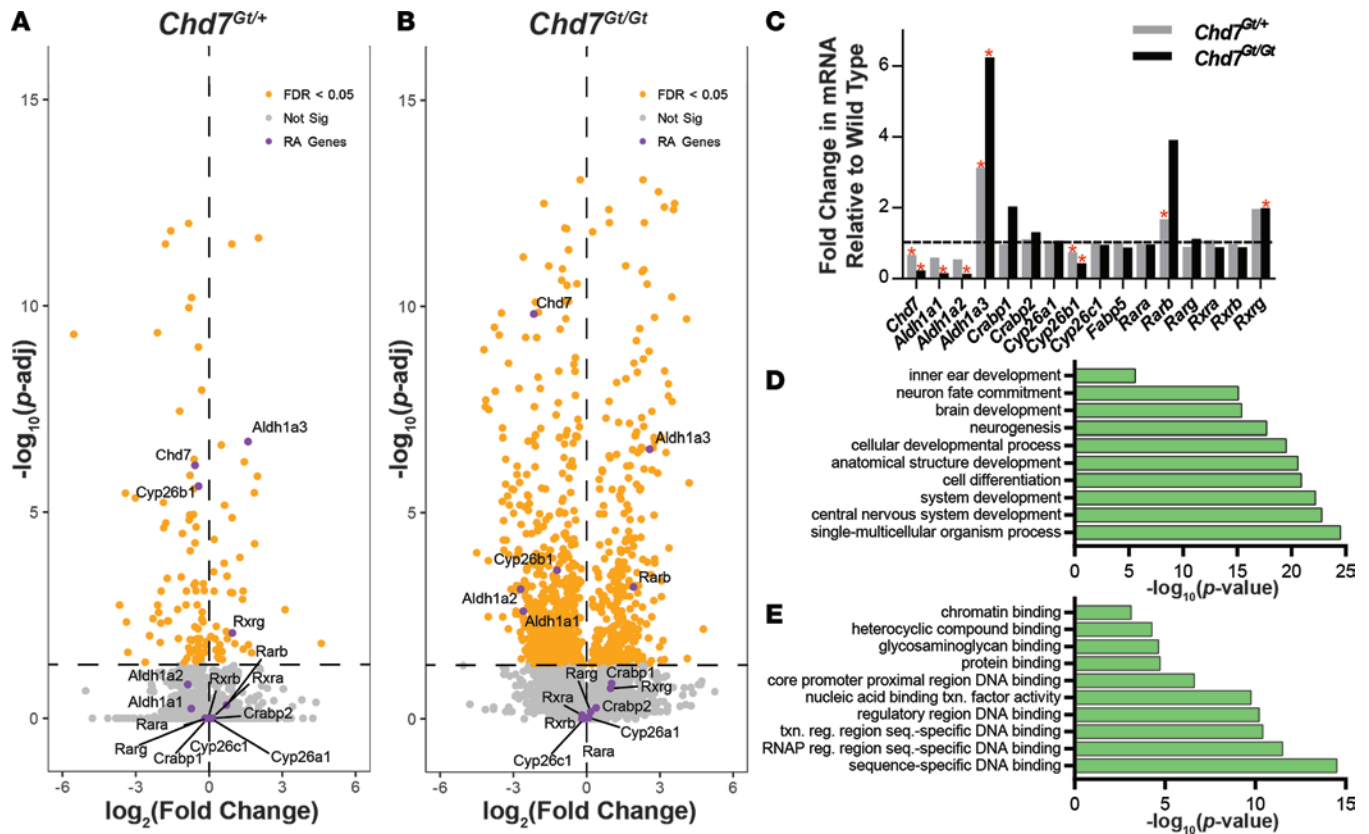 A
Chd7Gt/+
15
10
5
0
-log10(p-adj)
FDR < 0.05
Not Sig
RA Genes
Aldh1a3
Chd7
Cyp26b1
Rxrg
Rarb
Aldh1a2
Rxrb
Rxra
Aldh1a1
Rara
Crabp2
Rarg
Cyp26c1
Crabp1
Cyp26a1
-6
-3
0
3
6
log2(Fold Change)
B
Chd7Gt/Gt
15
10
5
0
-log10(p-adj)
FDR < 0.05
Not Sig
RA Genes
Chd7
Aldh1a3
Cyp26b1
Rarb
Aldh1a2
Aldh1a1
Rarg
Crabp1
Rxra
Rxrg
Rxrb
Crabp2
Cyp26a1
Cyp26c1
Rara
-6
-3
0
3
6
log2(Fold Change)
C
Chd7Gt/+
Chd7Gt/Gt
Fold Change in mRNA
Relative to Wild Type
6
4
2
0
* * * * * * * * * * *
Chd7
Aldh1a1
Aldh1a2
Aldh1a3
Crabp1
Crabp2
Cyp26a1
Cyp26b1
Cyp26c1
Fabp5
Rara
Rarb
Rarg
Rxra
Rxrb
Rxrg
D
inner ear development
neuron fate commitment
brain development
neurogenesis
cellular developmental process
anatomical structure development
cell differentiation
system development
central nervous system development
single-multicellular organism process
0 5 10 15 20 25
-log10(p-value)
E
chromatin binding
heterocyclic compound binding
glycosaminoglycan binding
protein binding
core promoter proximal region DNA binding
nucleic acid binding txn. factor activity
regulatory region DNA binding
txn. reg. region seq.-specific DNA binding
RNAP reg. region seq.-specific DNA binding
sequence-specific DNA binding
0 5 10 15
-log10(p-value)